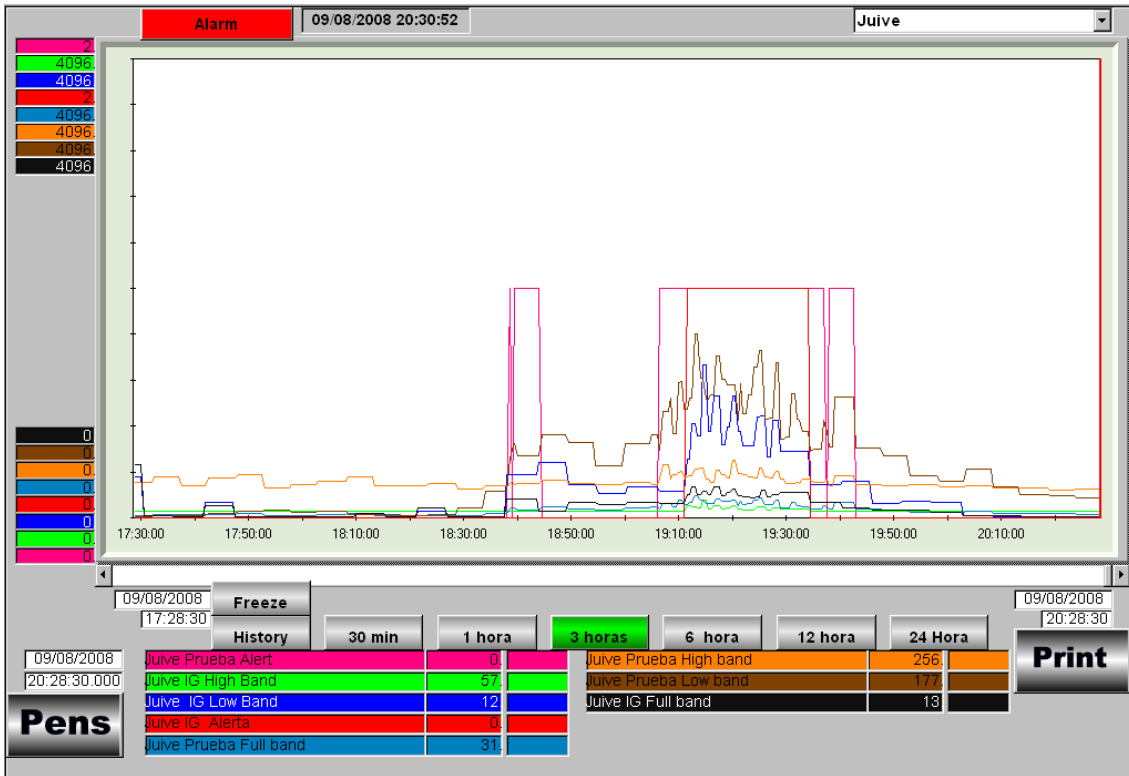 Alarm 09/08/2008 20:30:52 Juive
2.
4096.
4096
2.
4096.
4096.
4096.
4096
0
0.
0.
0.
0.
0
0.
0.
17:30:00 17:50:00 18:10:00 18:30:00 18:50:00 19:10:00 19:30:00 19:50:00 20:10:00
09/08/2008 Freeze 09/08/2008
17:28:30 20:28:30
History 30 min 1 hora 3 horas 6 hora 12 hora 24 Hora
09/08/2008 Juive Prueba Alert 0. Juive Prueba High band 256. Print
20:28:30.000 Juive IG High Band 57. Juive Prueba Low band 177.
Pens Juive IG Low Band 12 Juive IG Full band 13
Juive IG Alerta 0.
Juive Prueba Full band 31.